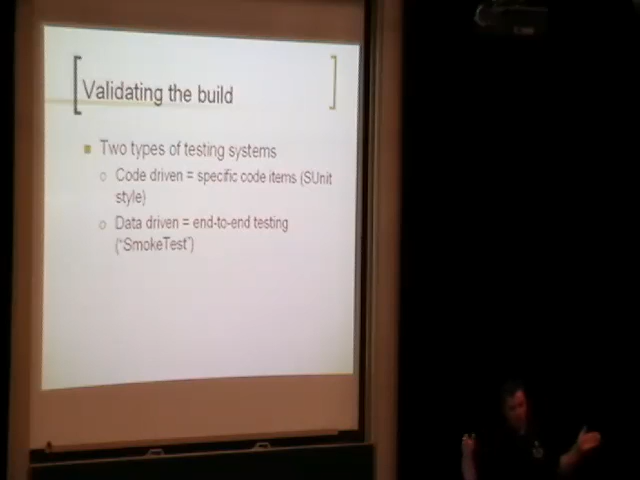 Validating the build
Two types of testing systems
Code driven = specific code items (SUnit
style)
Data driven = end-to-end testing
("SmokeTest")